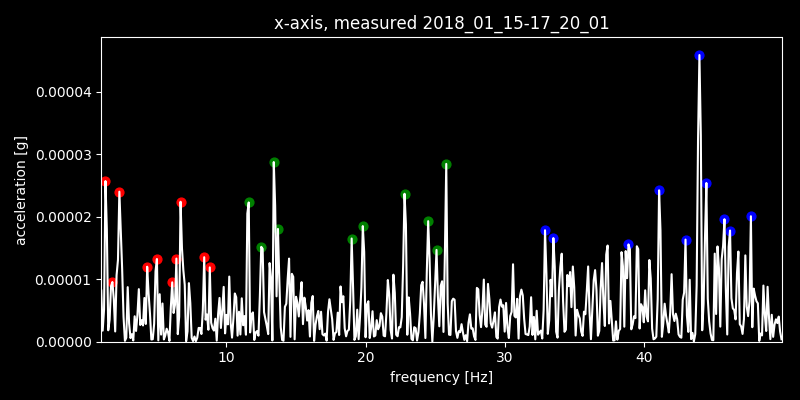 x-axis, measured 2018_01_15-17_20_01
0.00004
0.00003
0.00002
0.00001
0.00000
acceleration [g]
10 20 30 40
frequency [Hz]